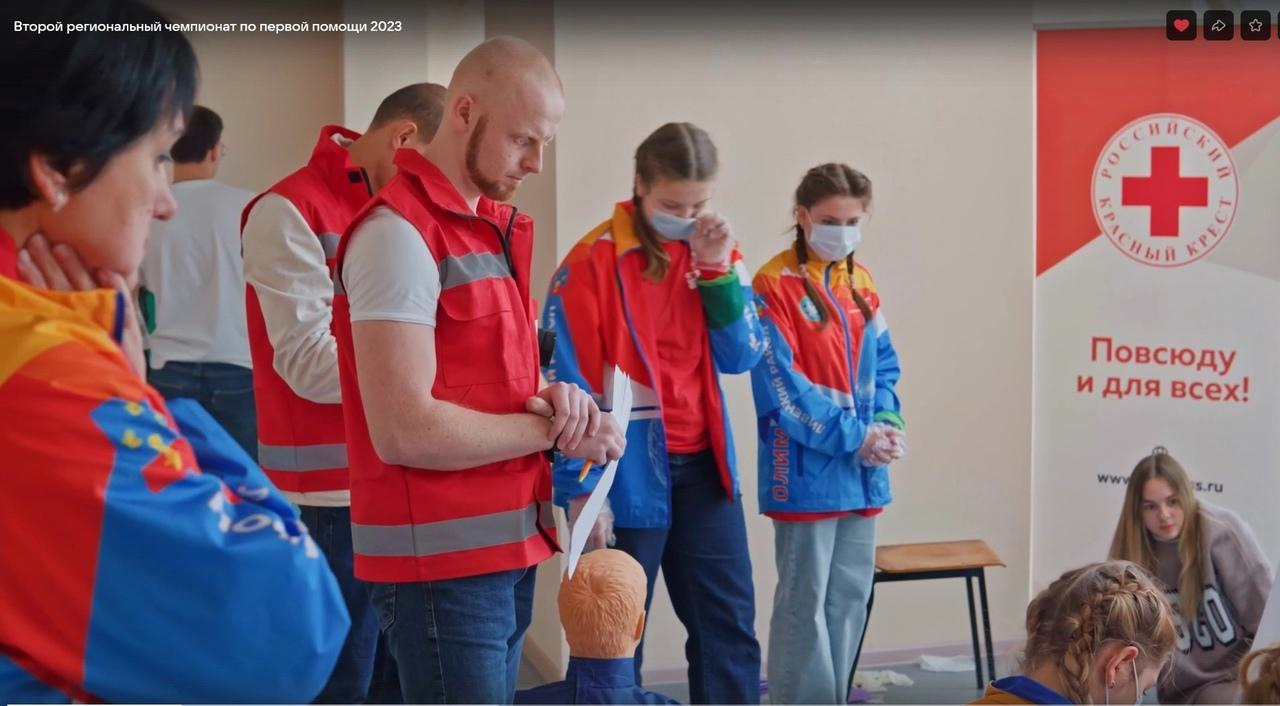 Второй региональный чемпионат по первой помощи 2023
РОССИЙСКИЙ
КРАСНЫЙ КРЕСТ
Повсюду
и для всех!